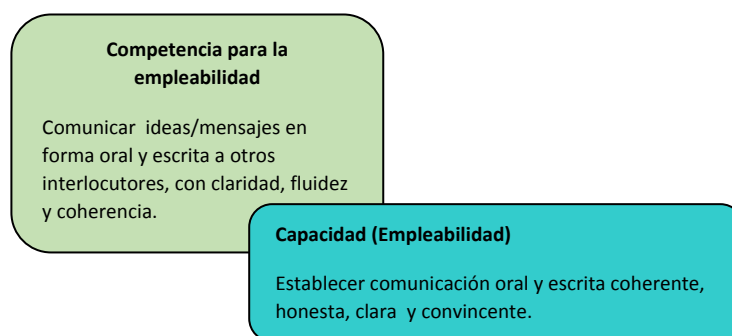 Competencia para la
empleabilidad
Comunicar ideas/mensajes en
forma oral y escrita a otros
interlocutores, con claridad, fluidez
y coherencia.
Capacidad (Empleabilidad)
Establecer comunicación oral y escrita coherente,
honesta, clara y convincente.